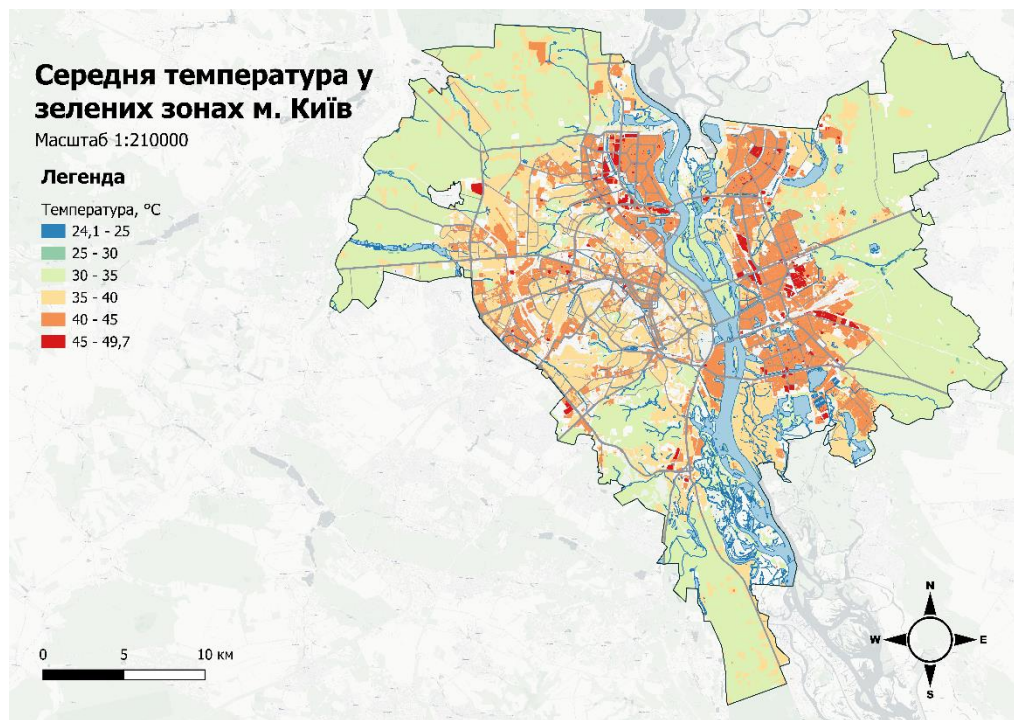 Середня температура у
зелених зонах м. Київ
Масштаб 1:210000
Легенда
Температура, °C
24,1 - 25
25 - 30
30 - 35
35 - 40
40 - 45
45 - 49,7
0 5 10 км
N
W E
S